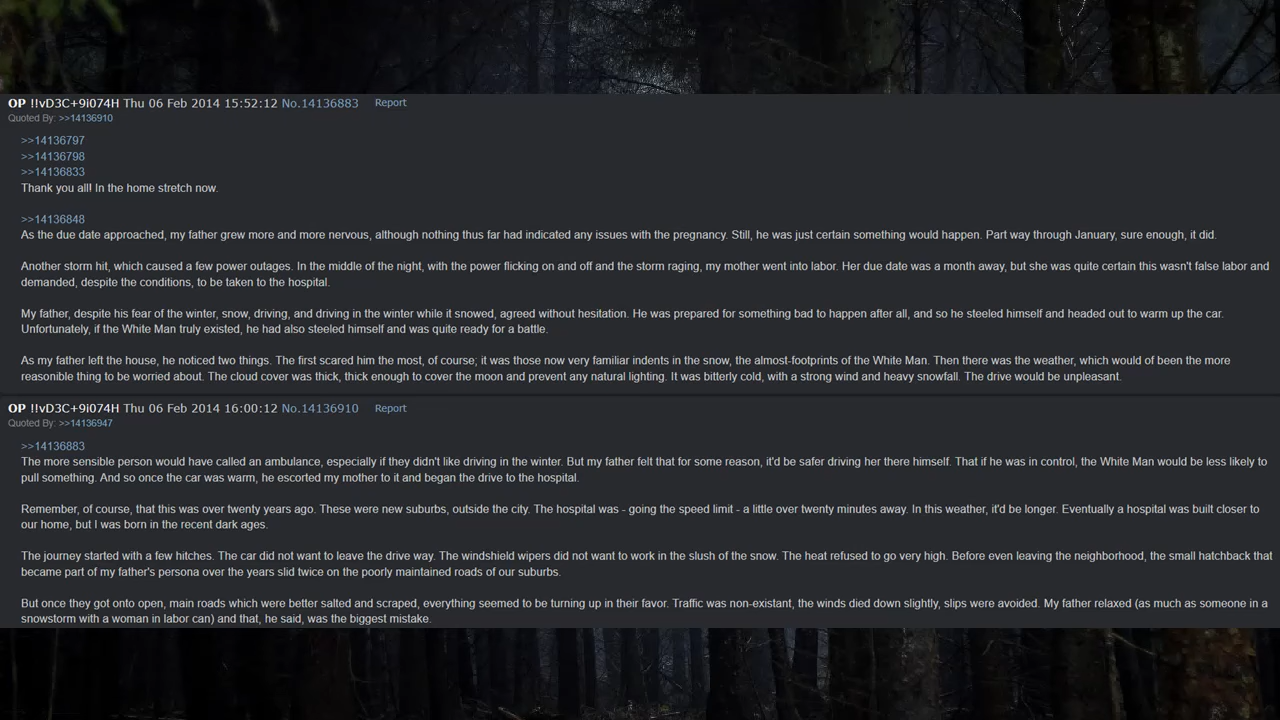 OP !!vD3C+9i074H Thu 06 Feb 2014 15:52:12 No.14136883 Report
Quoted By: >>14136910
>>14136797
>>14136798
>>14136833
Thank you all! In the home stretch now.
>>14136848
As the due date approached, my father grew more and more nervous, although nothing thus far had indicated any issues with the pregnancy. Still, he was just certain something would happen. Part way through January, sure enough, it did.
Another storm hit, which caused a few power outages. In the middle of the night, with the power flicking on and off and the storm raging, my mother went into labor. Her due date was a month away, but she was quite certain this wasn't false labor and
demanded, despite the conditions, to be taken to the hospital.
My father, despite his fear of the winter, snow, driving, and driving in the winter while it snowed, agreed without hesitation. He was prepared for something bad to happen after all, and so he steeled himself and headed out to warm up the car.
Unfortunately, if the White Man truly existed, he had also steeled himself and was quite ready for a battle.
As my father left the house, he noticed two things. The first scared him the most, of course; it was those now very familiar indents in the snow, the almost-footprints of the White Man. Then there was the weather, which would of been the more
reasonible thing to be worried about. The cloud cover was thick, thick enough to cover the moon and prevent any natural lighting. It was bitterly cold, with a strong wind and heavy snowfall. The drive would be unpleasant.
OP !!vD3C+9i074H Thu 06 Feb 2014 16:00:12 No.14136910 Report
Quoted By: >>14136947
>>14136883
The more sensible person would have called an ambulance, especially if they didn't like driving in the winter. But my father felt that for some reason, it'd be safer driving her there himself. That if he was in control, the White Man would be less likely to
pull something. And so once the car was warm, he escorted my mother to it and began the drive to the hospital.
Remember, of course, that this was over twenty years ago. These were new suburbs, outside the city. The hospital was - going the speed limit - a little over twenty minutes away. In this weather, it'd be longer. Eventually a hospital was built closer to
our home, but I was born in the recent dark ages.
The journey started with a few hitches. The car did not want to leave the drive way. The windshield wipers did not want to work in the slush of the snow. The heat refused to go very high. Before even leaving the neighborhood, the small hatchback that
became part of my father's persona over the years slid twice on the poorly maintained roads of our suburbs.
But once they got onto open, main roads which were better salted and scraped, everything seemed to be turning up in their favor. Traffic was non-existant, the winds died down slightly, slips were avoided. My father relaxed (as much as someone in a
snowstorm with a woman in labor can) and that, he said, was the biggest mistake.